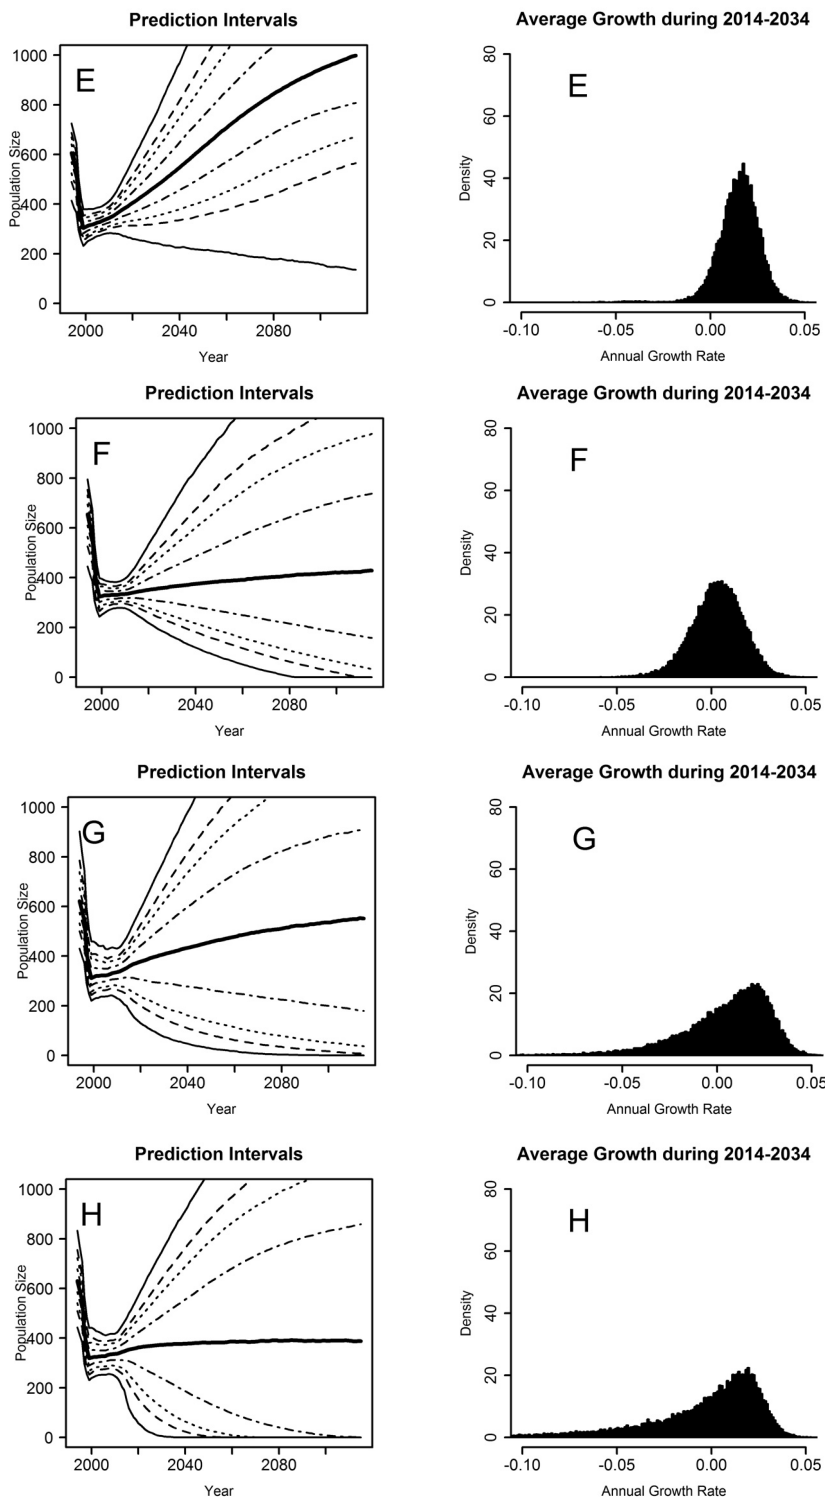 Prediction Intervals
Average Growth during 2014-2034
E
E
Population Size
0 200 400 600 800 1000
2000 2040 2080
Year
Density
0 20 40 60 80
-0.10 -0.05 0.00 0.05
Annual Growth Rate
Prediction Intervals
Average Growth during 2014-2034
F
F
Population Size
0 200 400 600 800 1000
2000 2040 2080
Year
Density
0 20 40 60 80
-0.10 -0.05 0.00 0.05
Annual Growth Rate
Prediction Intervals
Average Growth during 2014-2034
G
G
Population Size
0 200 400 600 800 1000
2000 2040 2080
Year
Density
0 20 40 60 80
-0.10 -0.05 0.00 0.05
Annual Growth Rate
Prediction Intervals
Average Growth during 2014-2034
H
H
Population Size
0 200 400 600 800 1000
2000 2040 2080
Year
Density
0 20 40 60 80
-0.10 -0.05 0.00 0.05
Annual Growth Rate